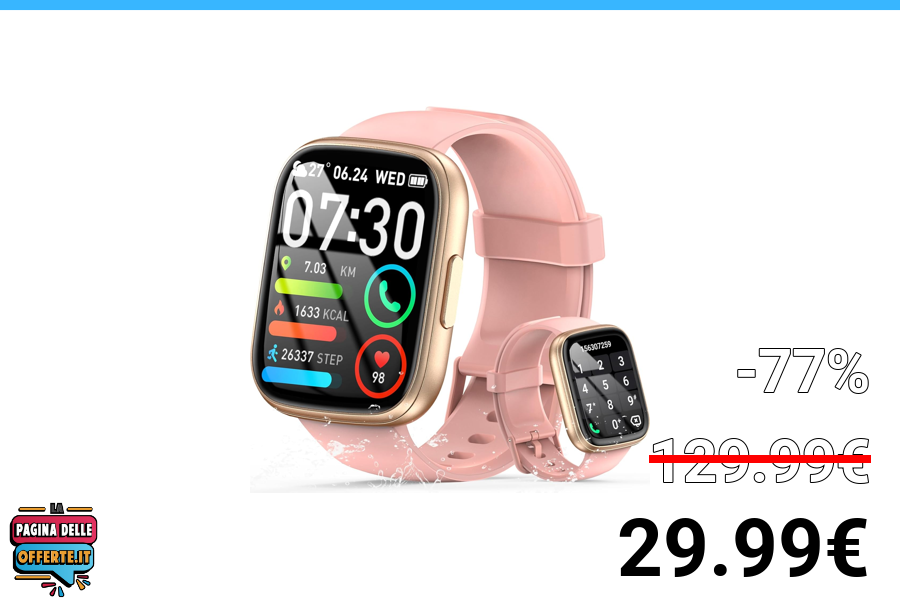 27° 06.24 WED
07:30
7.03 KM
1633 KCAL
26337 STEP
98
156307259
1 2 3
4 5 6
7* 8 9#
0+
-77%
129.99€
29.99€
LA
PAGINA DELLE
OFFERTE.IT